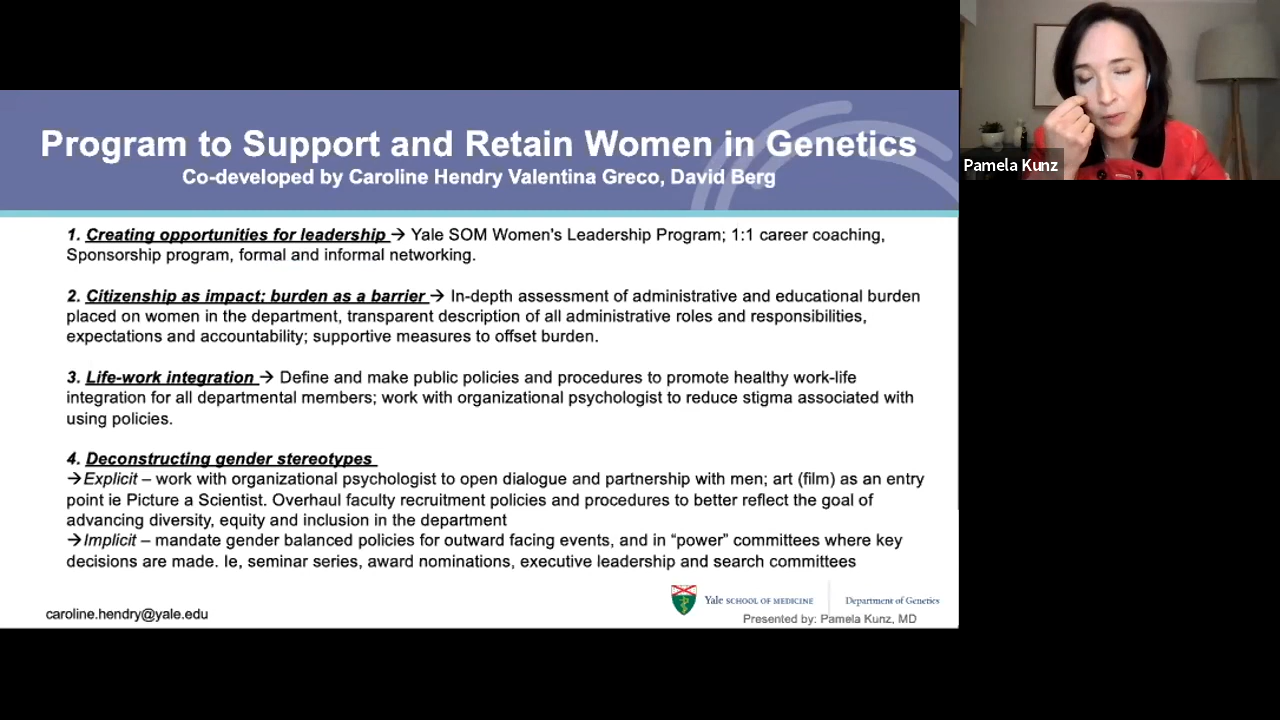 Program to Support and Retain Women in Genetics
Co-developed by Caroline Hendry Valentina Greco, David Berg
Pamela Kunz
1. Creating opportunities for leadership → Yale SOM Women's Leadership Program; 1:1 career coaching,
Sponsorship program, formal and informal networking.
2. Citizenship as impact; burden as a barrier → In-depth assessment of administrative and educational burden
placed on women in the department, transparent description of all administrative roles and responsibilities,
expectations and accountability; supportive measures to offset burden.
3. Life-work integration → Define and make public policies and procedures to promote healthy work-life
integration for all departmental members; work with organizational psychologist to reduce stigma associated with
using policies.
4. Deconstructing gender stereotypes
→Explicit – work with organizational psychologist to open dialogue and partnership with men; art (film) as an entry
point ie Picture a Scientist. Overhaul faculty recruitment policies and procedures to better reflect the goal of
advancing diversity, equity and inclusion in the department
→Implicit – mandate gender balanced policies for outward facing events, and in “power” committees where key
decisions are made. Ie, seminar series, award nominations, executive leadership and search committees
caroline.hendry@yale.edu
Yale SCHOOL OF MEDICINE
Department of Genetics
Presented by: Pamela Kunz, MD